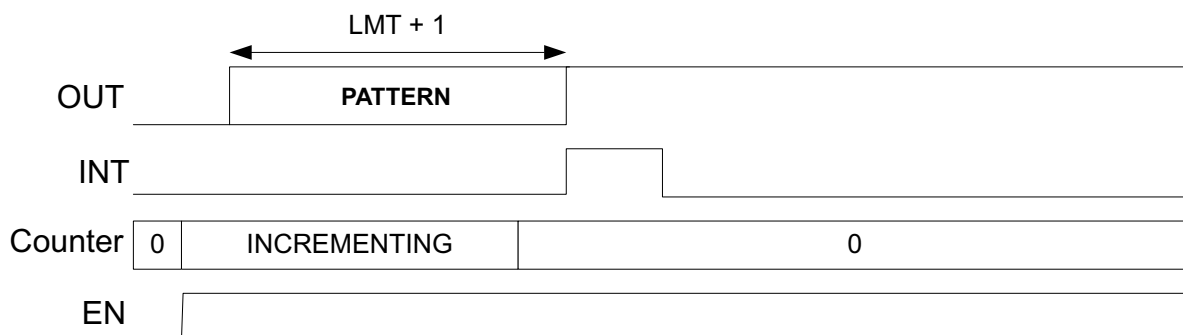 LMT + 1
OUT PATTERN
INT
Counter 0 INCREMENTING 0
EN